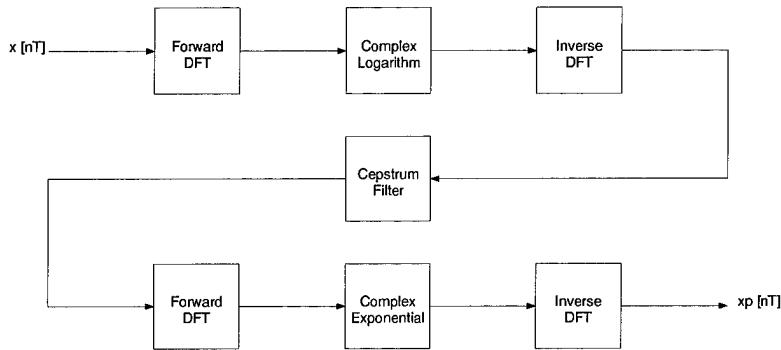 x [nT]
Forward
DFT
Complex
Logarithm
Inverse
DFT
Cepstrum
Filter
Forward
DFT
Complex
Exponential
Inverse
DFT
xp [nT]